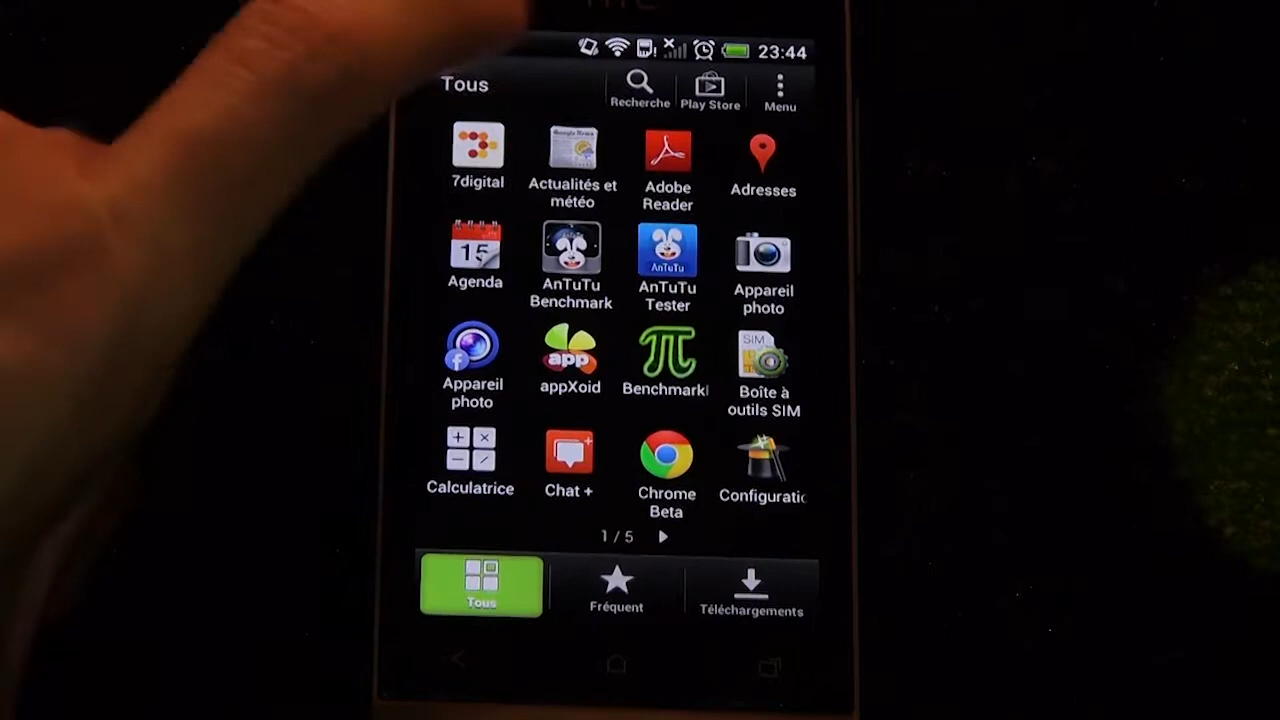 23:44
Tous
Recherche
Play Store
Menu
7digital
Actualités et
météo
Adobe
Reader
Adresses
15
Agenda
AnTuTu
Benchmark
AnTuTu
AnTuTu
Tester
Appareil
photo
Appareil
photo
app
appXoid
π
Benchmark
SIM
Boîte à
outils SIM
Calculatrice
Chat +
Chrome
Beta
Configuratic
1 / 5
Tous
Fréquent
Téléchargements